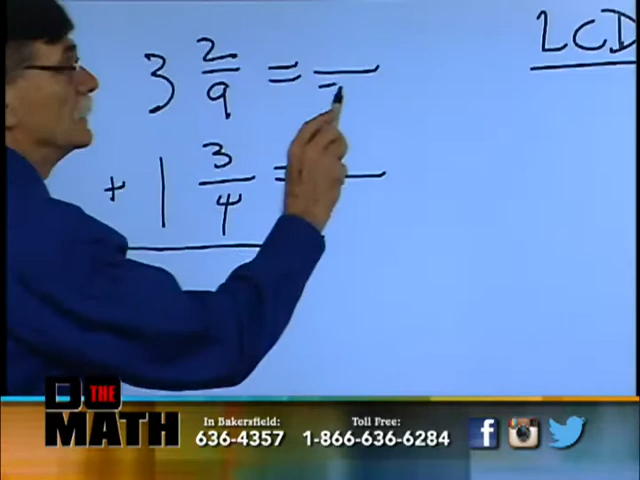 LCD
3 2/9 = —
+ 1 3/4 = —
DO THE MATH
In Bakersfield:
636-4357
Toll Free:
1-866-636-6284